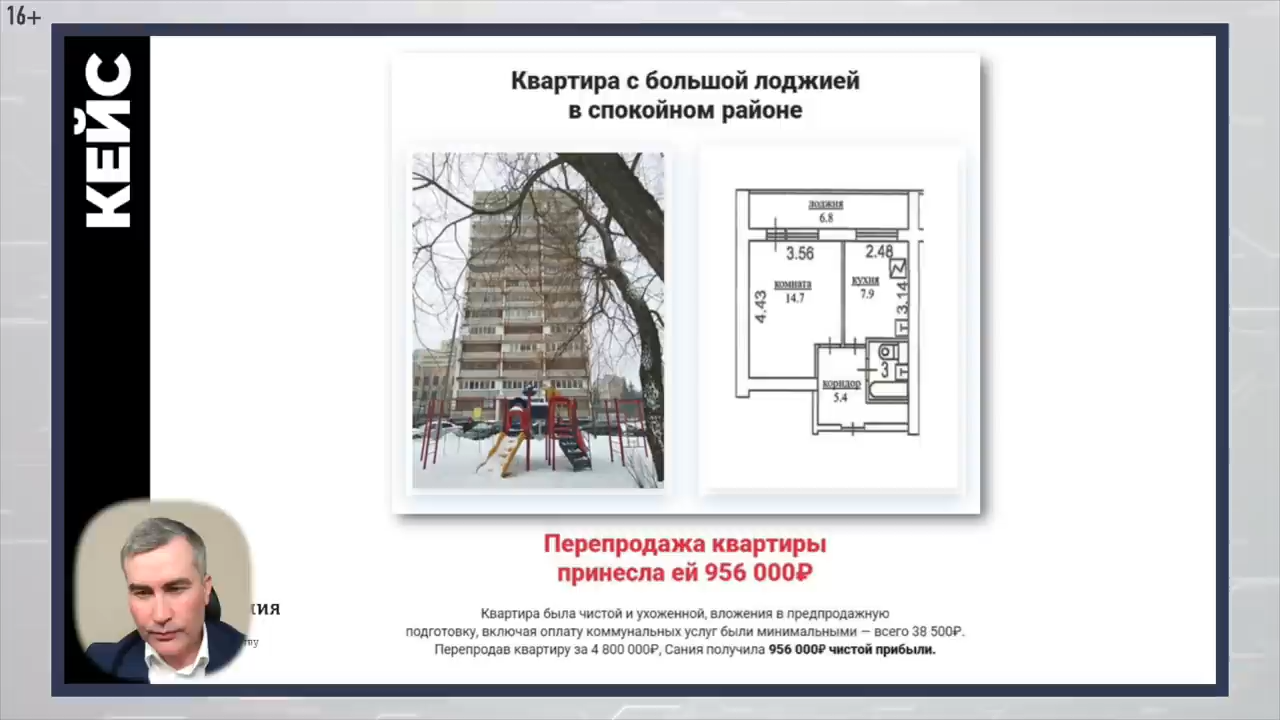 16+
КЕЙС
Квартира с большой лоджией
в спокойном районе
лоджия
6.8
3.56
2.48
комната
14.7
кухня
7.9
4.43
3.14
3
коридор
5.4
Перепродажа квартиры
принесла ей 956 000₽
Квартира была чистой и ухоженной, вложения в предпродажную
подготовку, включая оплату коммунальных услуг были минимальными — всего 38 500₽.
Перепродав квартиру за 4 800 000₽, Сания получила 956 000₽ чистой прибыли.